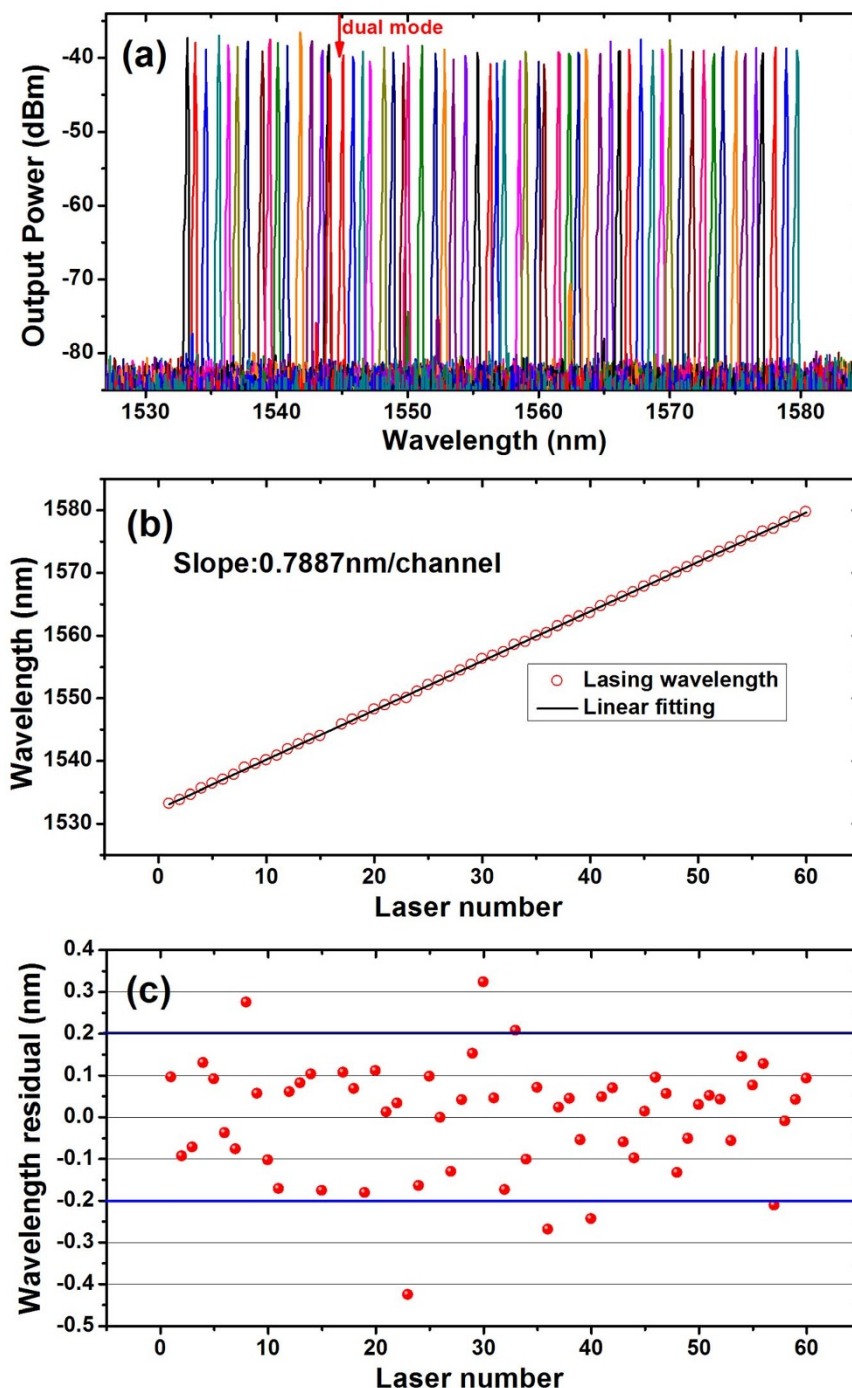 (a)
dual mode
Output Power (dBm)
-40
-50
-60
-70
-80
1530 1540 1550 1560 1570 1580
Wavelength (nm)
(b)
Slope:0.7887nm/channel
Wavelength (nm)
1580
1570
1560
1550
1540
1530
Lasing wavelength
Linear fitting
0 10 20 30 40 50 60
Laser number
(c)
Wavelength residual (nm)
0.4
0.3
0.2
0.1
0.0
-0.1
-0.2
-0.3
-0.4
-0.5
0 10 20 30 40 50 60
Laser number